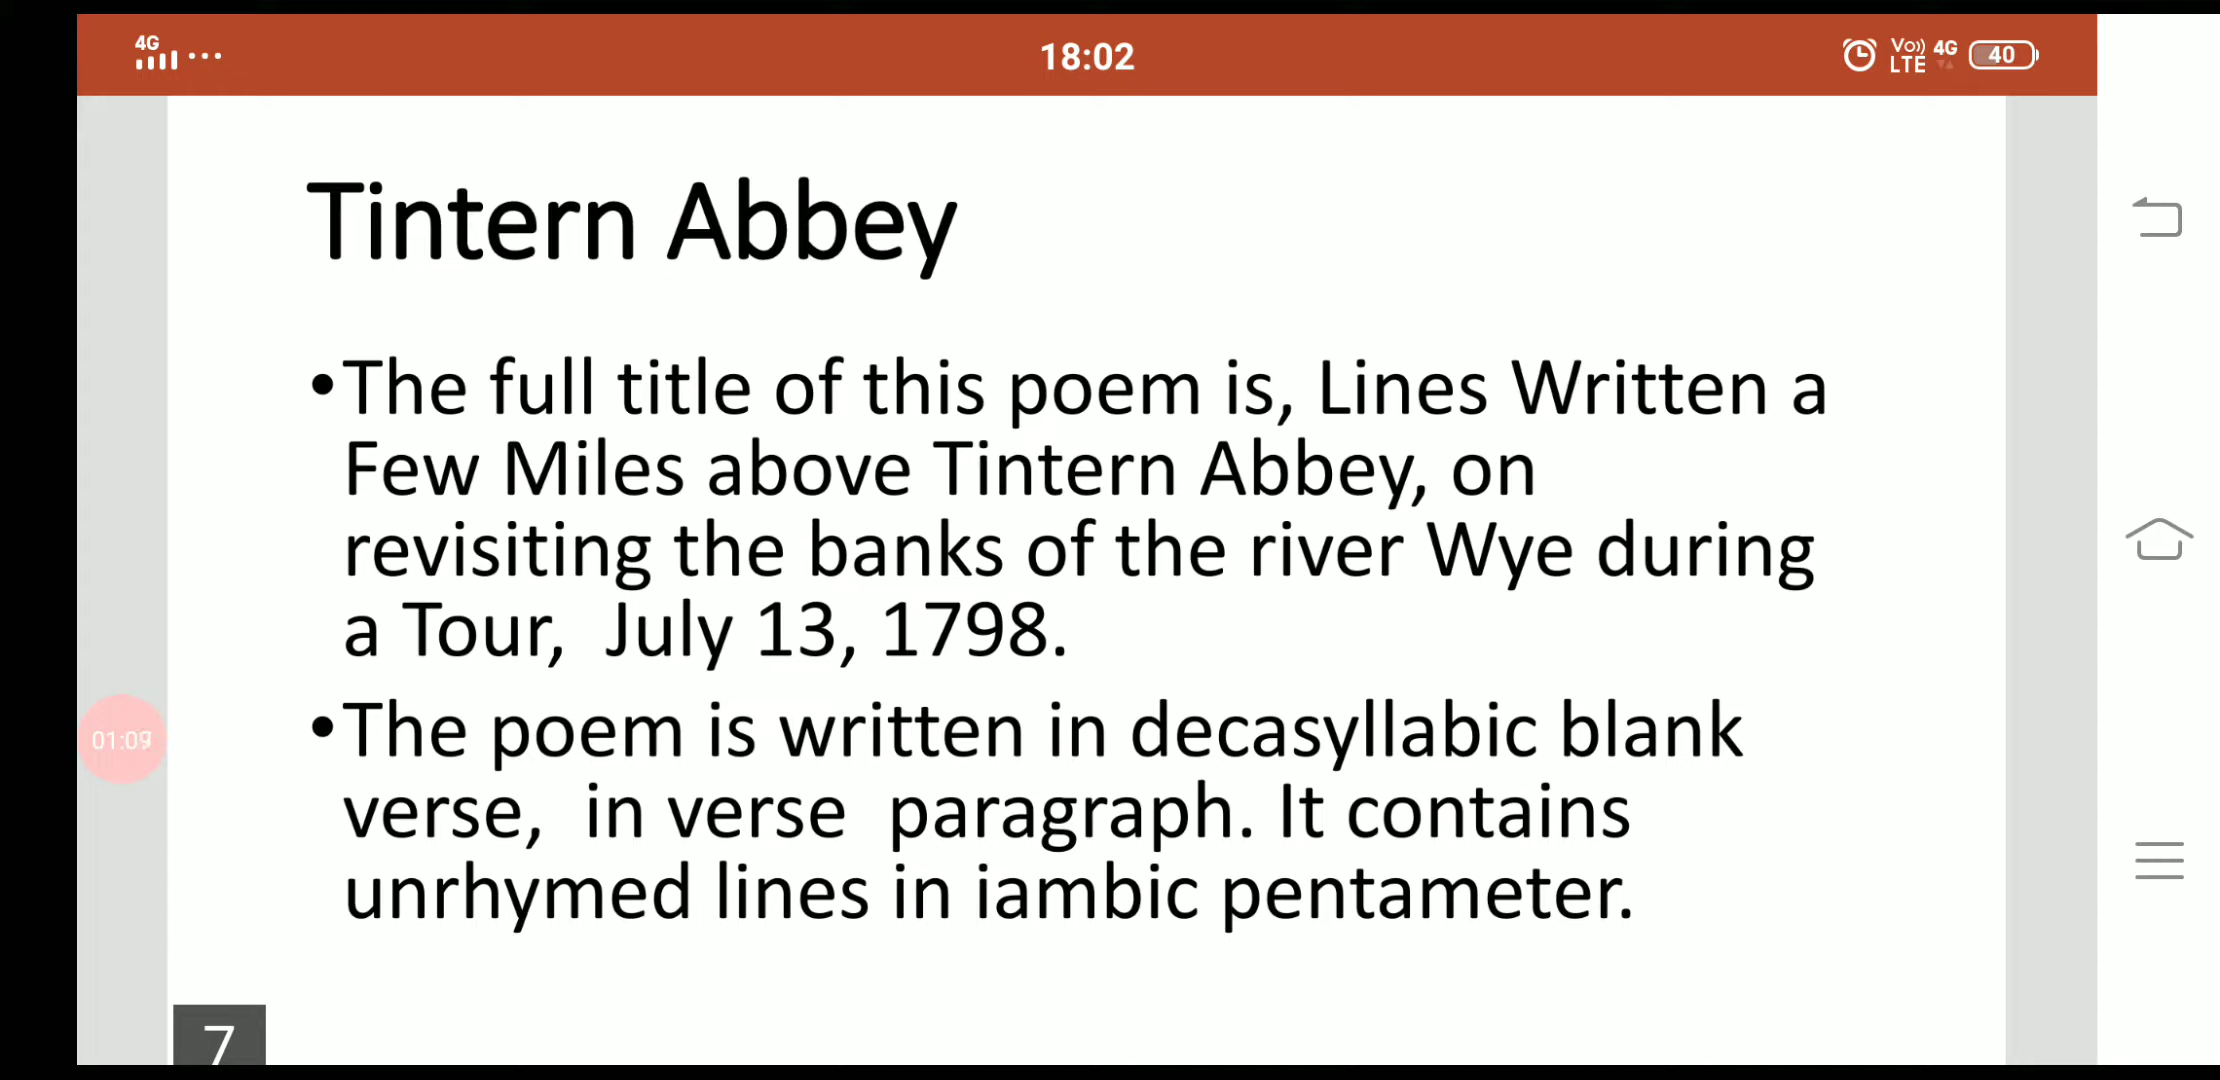 4G ...
18:02
Vo)) LTE 4G 40
Tintern Abbey
•The full title of this poem is, Lines Written a
Few Miles above Tintern Abbey, on
revisiting the banks of the river Wye during
a Tour,  July 13, 1798.
•The poem is written in decasyllabic blank
verse,  in verse  paragraph. It contains
unrhymed lines in iambic pentameter.
01:09
7